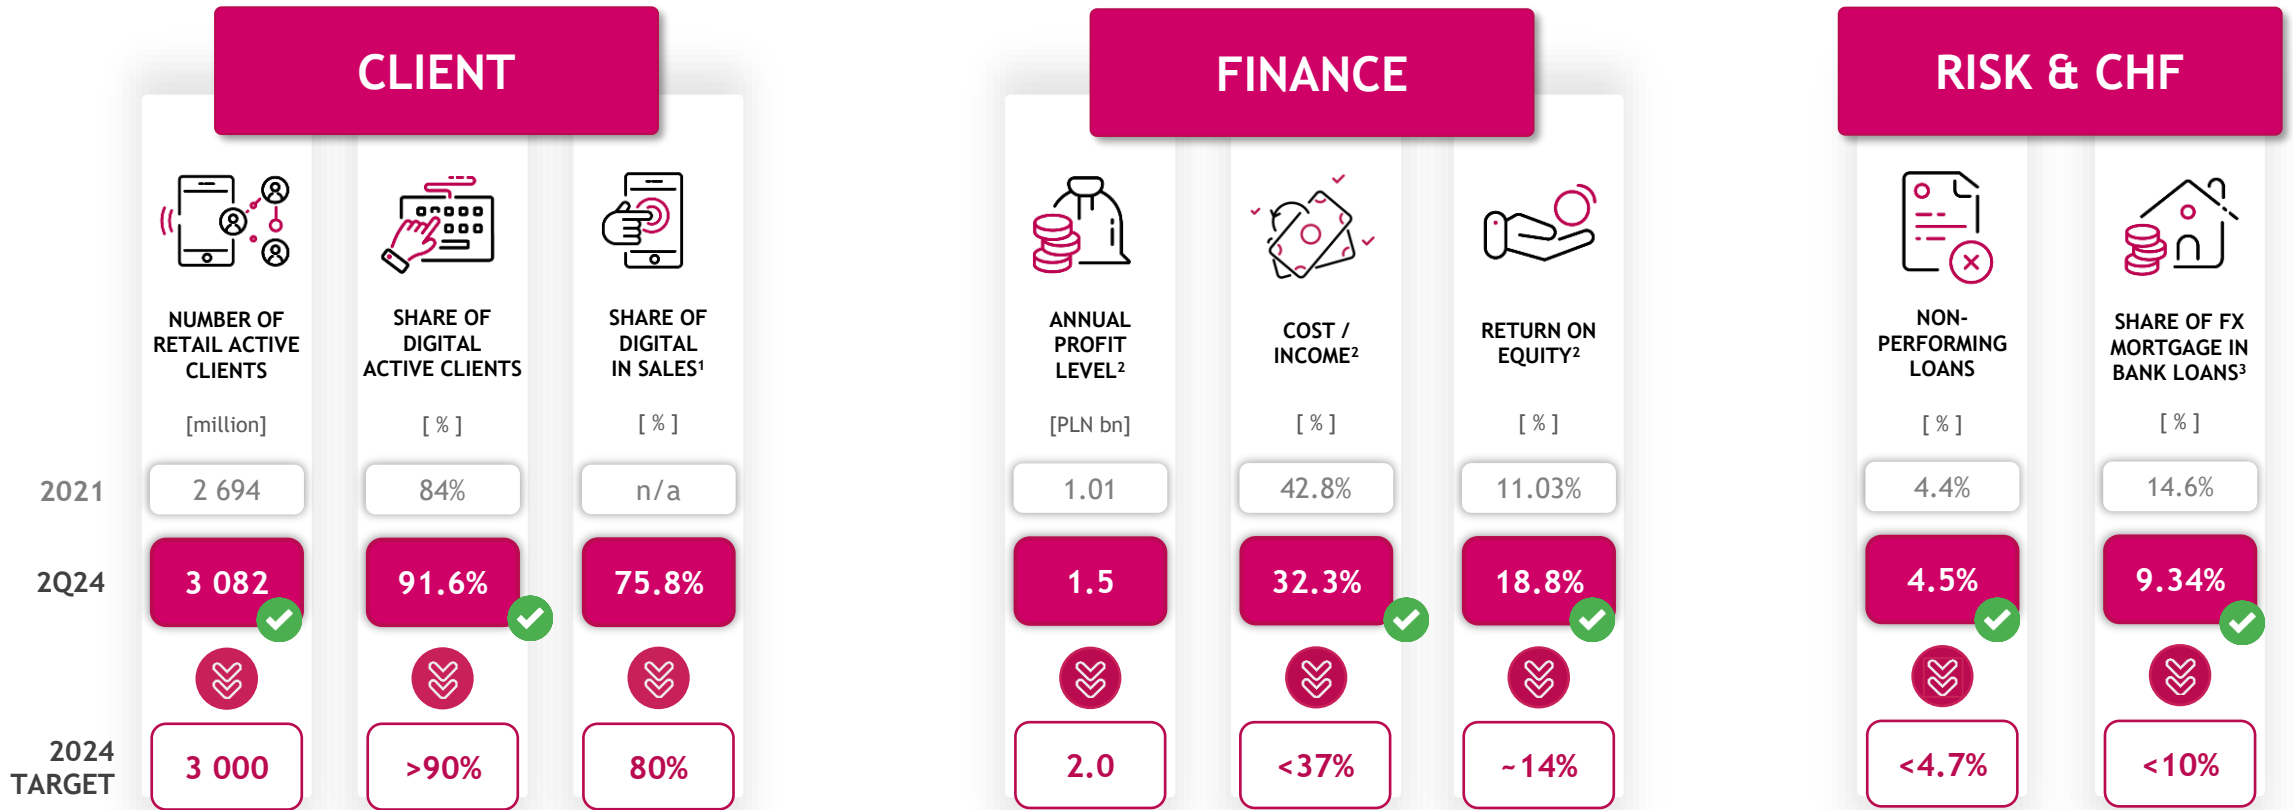 CLIENT
FINANCE
RISK & CHF
NUMBER OF
RETAIL ACTIVE
CLIENTS
[million]
SHARE OF
DIGITAL
ACTIVE CLIENTS
[ % ]
SHARE OF
DIGITAL
IN SALES¹
[ % ]
ANNUAL
PROFIT
LEVEL²
[PLN bn]
COST /
INCOME²
[ % ]
RETURN ON
EQUITY²
[ % ]
NON-
PERFORMING
LOANS
[ % ]
SHARE OF FX
MORTGAGE IN
BANK LOANS³
[ % ]
2021
2 694
84%
n/a
1.01
42.8%
11.03%
4.4%
14.6%
2Q24
3 082
91.6%
75.8%
1.5
32.3%
18.8%
4.5%
9.34%
2024
TARGET
3 000
>90%
80%
2.0
<37%
~14%
<4.7%
<10%